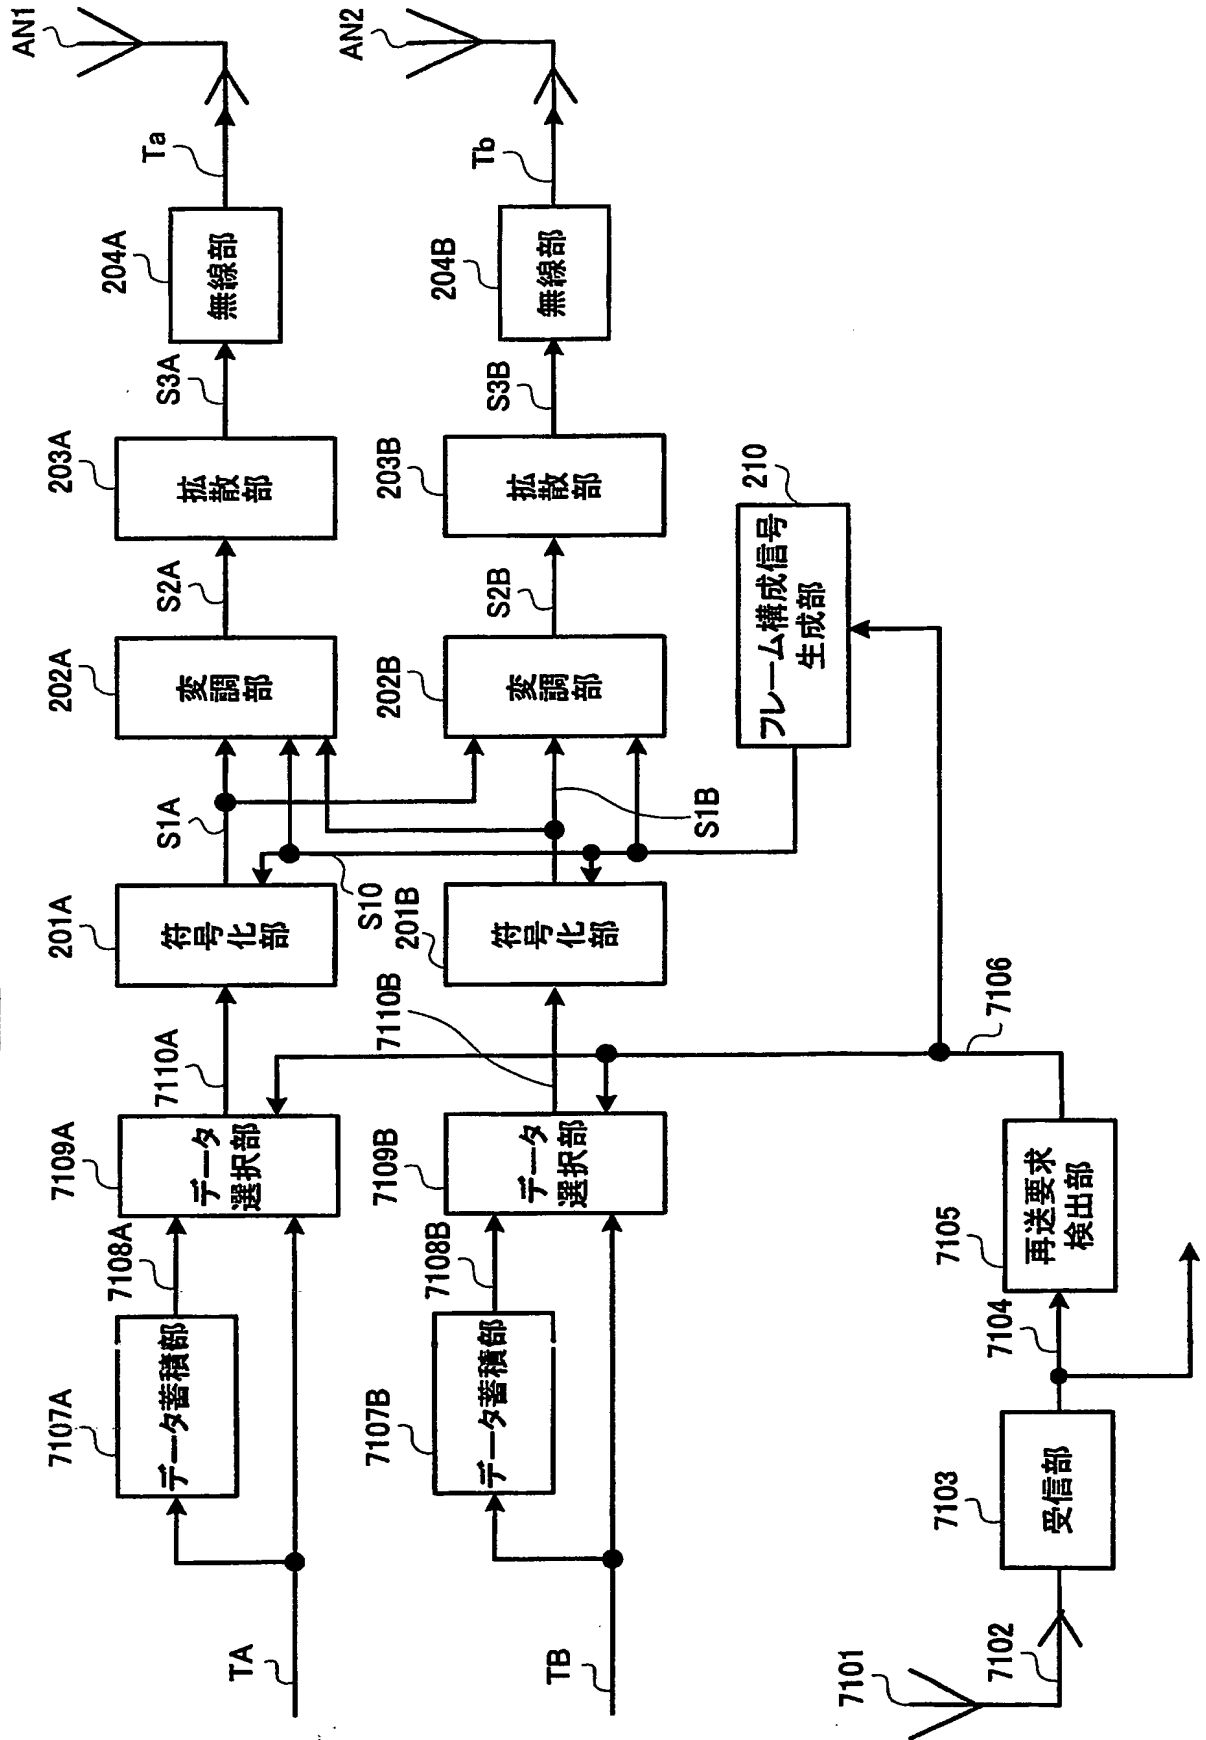 AN1
Ta
204A
無線部
S3A
203A
拡散部
S2A
202A
変調部
S1A
201A
符号化部
7110A
7109A
データ
選択部
7108A
7107A
データ蓄積部
TA
AN2
Tb
204B
無線部
S3B
203B
拡散部
S2B
202B
変調部
S1B
S10
201B
符号化部
7110B
7109B
データ
選択部
7108B
7107B
データ蓄積部
TB
210
フレーム構成信号
生成部
7106
7105
再送要求
検出部
7104
7103
受信部
7102
7101